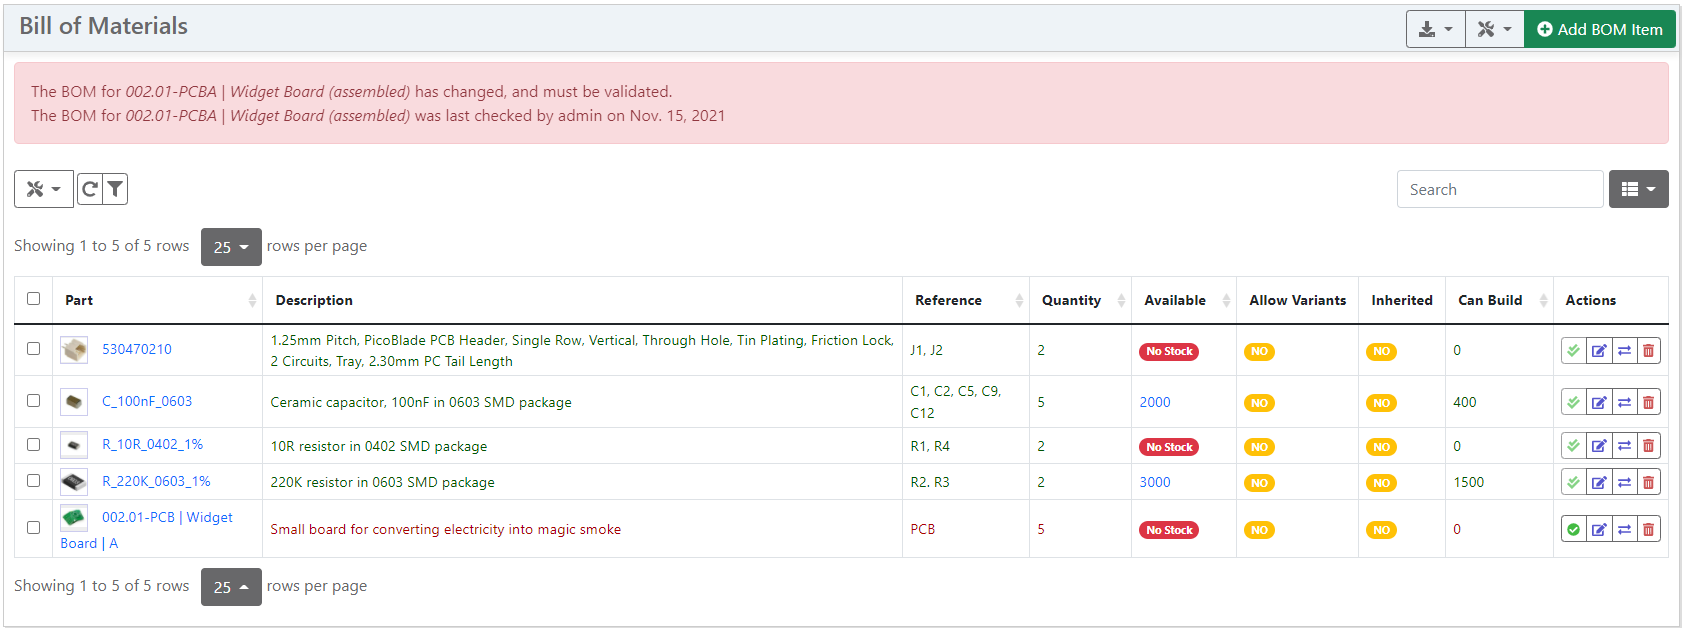 Bill of Materials
Add BOM Item
The BOM for 002.01-PCBA | Widget Board (assembled) has changed, and must be validated.
The BOM for 002.01-PCBA | Widget Board (assembled) was last checked by admin on Nov. 15, 2021
Search
Showing 1 to 5 of 5 rows 25 rows per page
Part Description Reference Quantity Available Allow Variants Inherited Can Build Actions
530470210 1.25mm Pitch, PicoBlade PCB Header, Single Row, Vertical, Through Hole, Tin Plating, Friction Lock, J1, J2 2 No Stock NO NO 0
2 Circuits, Tray, 2.30mm PC Tail Length
C_100nF_0603 Ceramic capacitor, 100nF in 0603 SMD package C1, C2, C5, C9, 5 2000 NO NO 400
C12
R_10R_0402_1% 10R resistor in 0402 SMD package R1, R4 2 No Stock NO NO 0
R_220K_0603_1% 220K resistor in 0603 SMD package R2. R3 2 3000 NO NO 1500
002.01-PCB | Widget Small board for converting electricity into magic smoke PCB 5 No Stock NO NO 0
Board | A
Showing 1 to 5 of 5 rows 25 rows per page